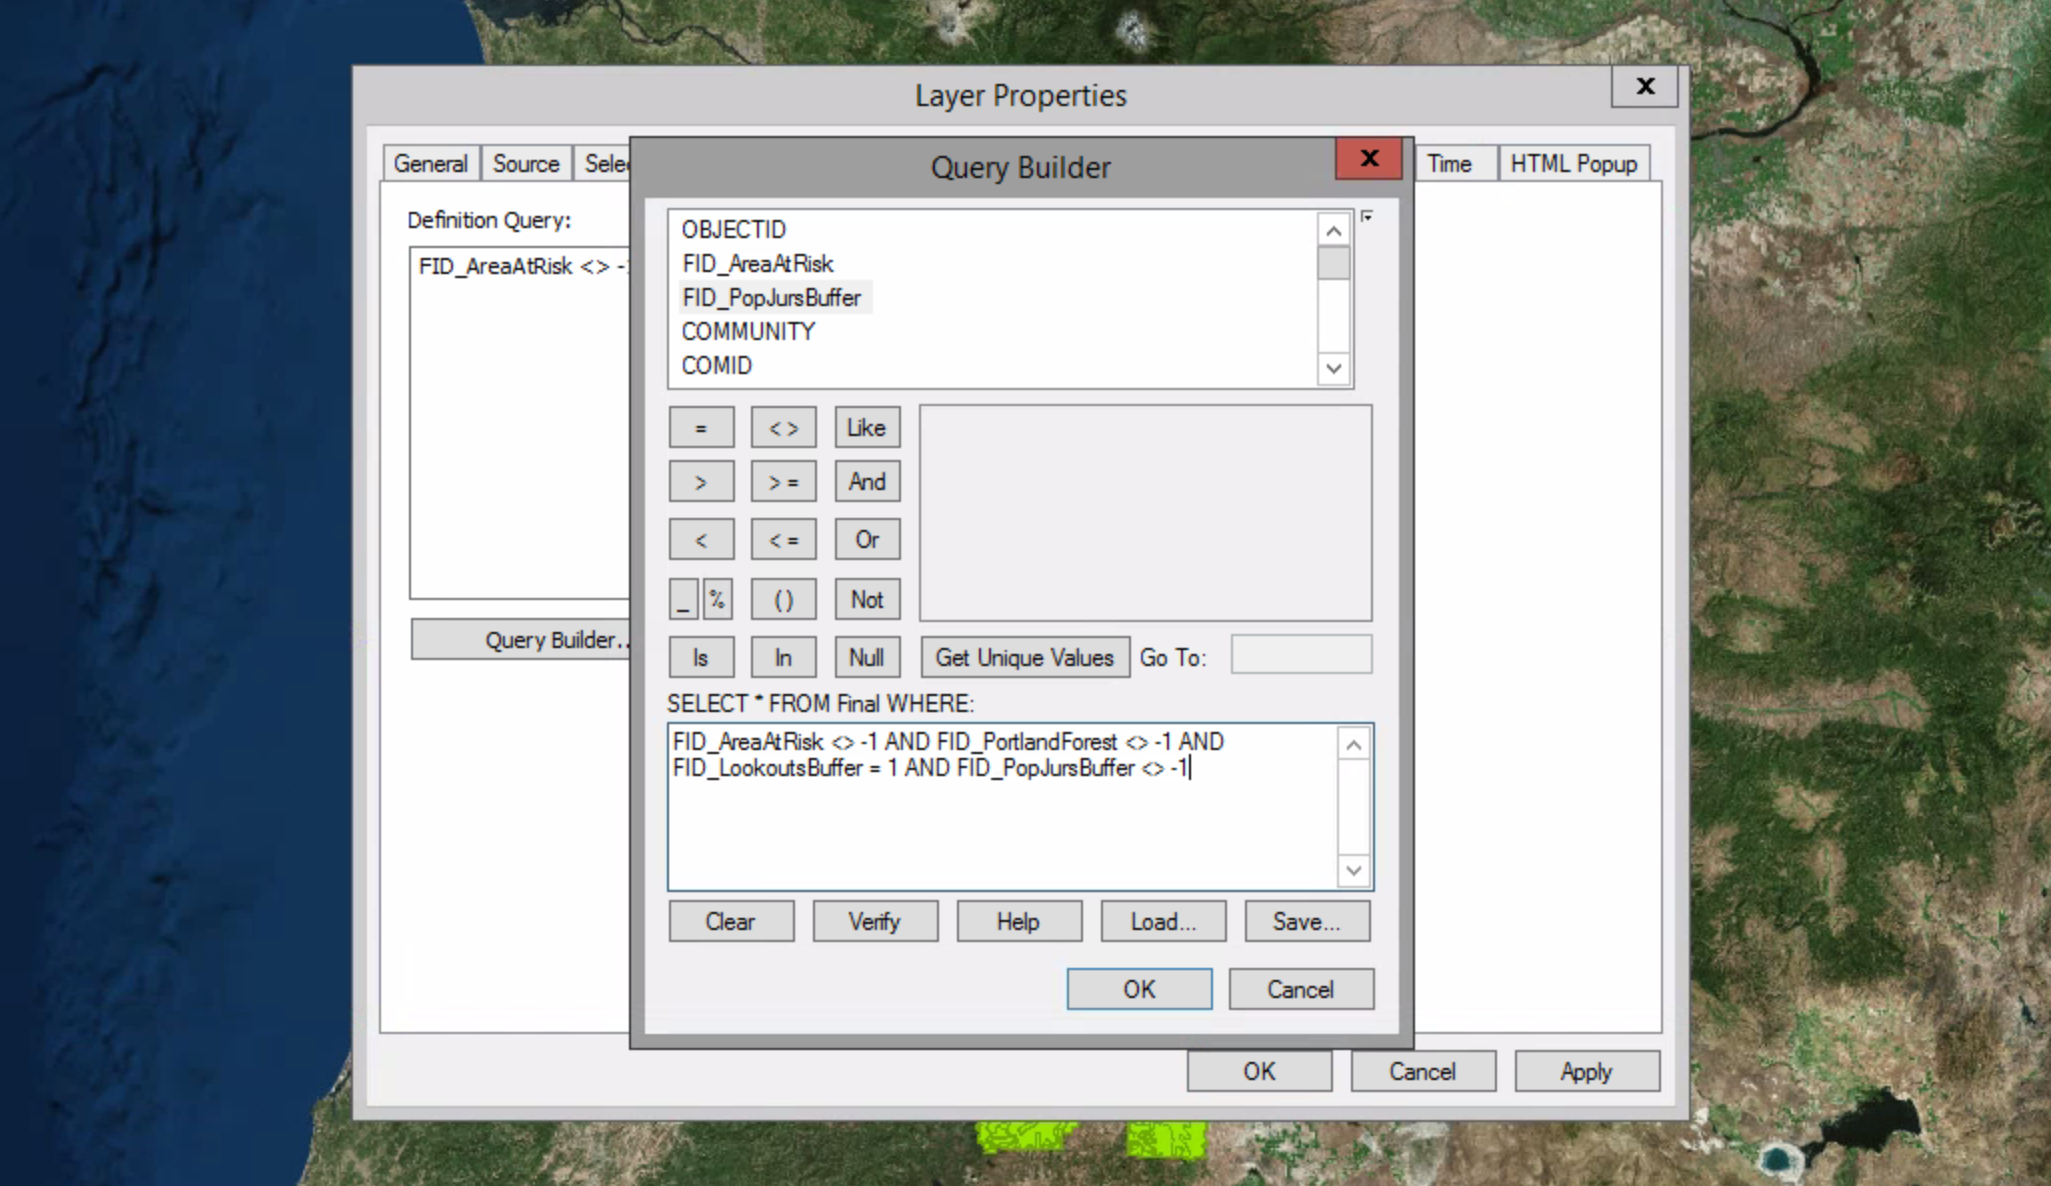 Layer Properties
X
General
Source
Time
HTML Popup
Definition Query:
FID_AreaAtRisk <>
Query Builder..
Query Builder
X
OBJECTID
FID_AreaAtRisk
FID_PopJursBuffer
COMMUNITY
COMID
= <> Like
> >= And
< <= Or
_ % () Not
Is In Null Get Unique Values Go To:
SELECT * FROM Final WHERE:
FID_AreaAtRisk <> -1 AND FID_PortlandForest <> -1 AND
FID_LookoutsBuffer = 1 AND FID_PopJursBuffer <> -1
Clear Verify Help Load... Save...
OK Cancel
OK Cancel Apply